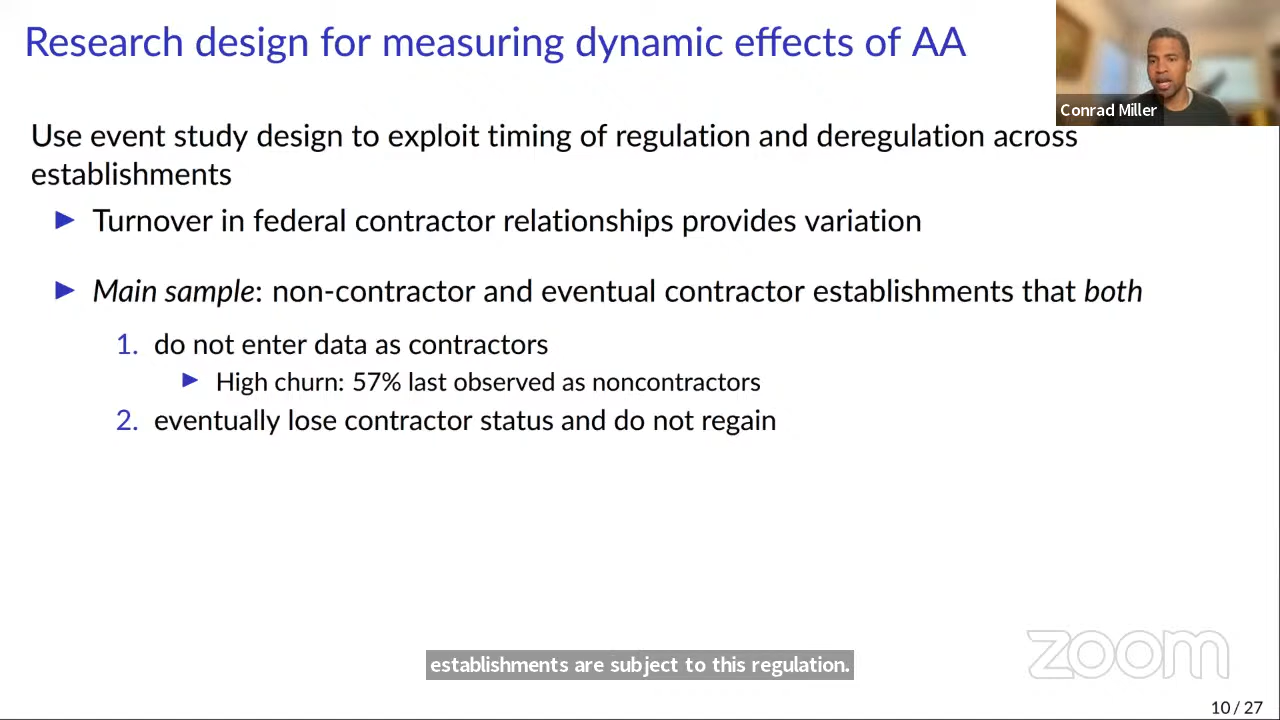 Research design for measuring dynamic effects of AA
Conrad Miller
Use event study design to exploit timing of regulation and deregulation across
establishments
▶ Turnover in federal contractor relationships provides variation
▶ Main sample: non-contractor and eventual contractor establishments that both
1. do not enter data as contractors
▶ High churn: 57% last observed as noncontractors
2. eventually lose contractor status and do not regain
establishments are subject to this regulation.
zoom
10 / 27